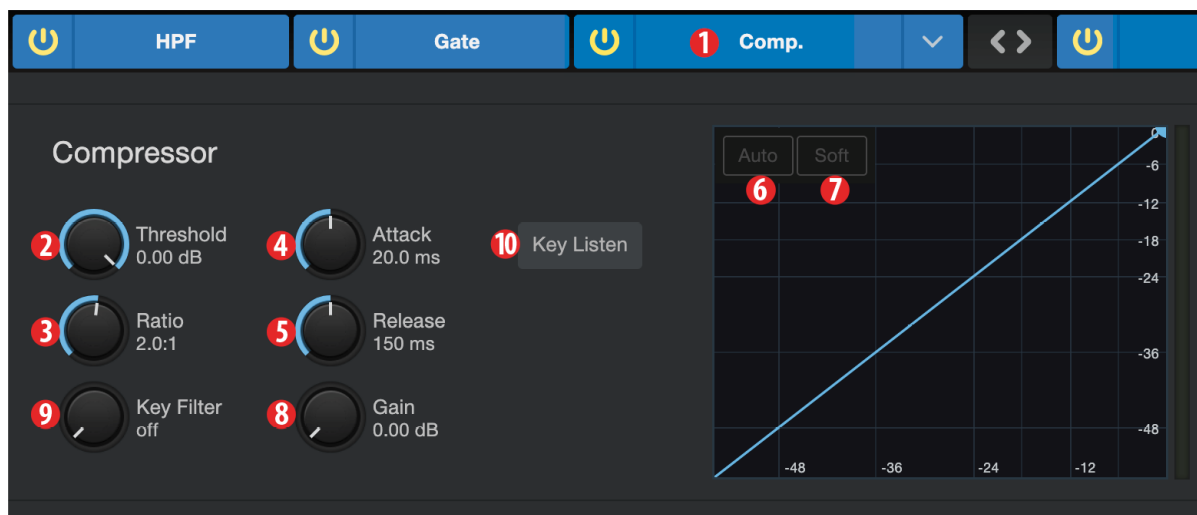 HPF
Gate
1 Comp.
Compressor
2 Threshold
0.00 dB
4 Attack
20.0 ms
10 Key Listen
3 Ratio
2.0:1
5 Release
150 ms
9 Key Filter
off
8 Gain
0.00 dB
Auto Soft
6 7
0
-6
-12
-18
-24
-36
-48
-48 -36 -24 -12